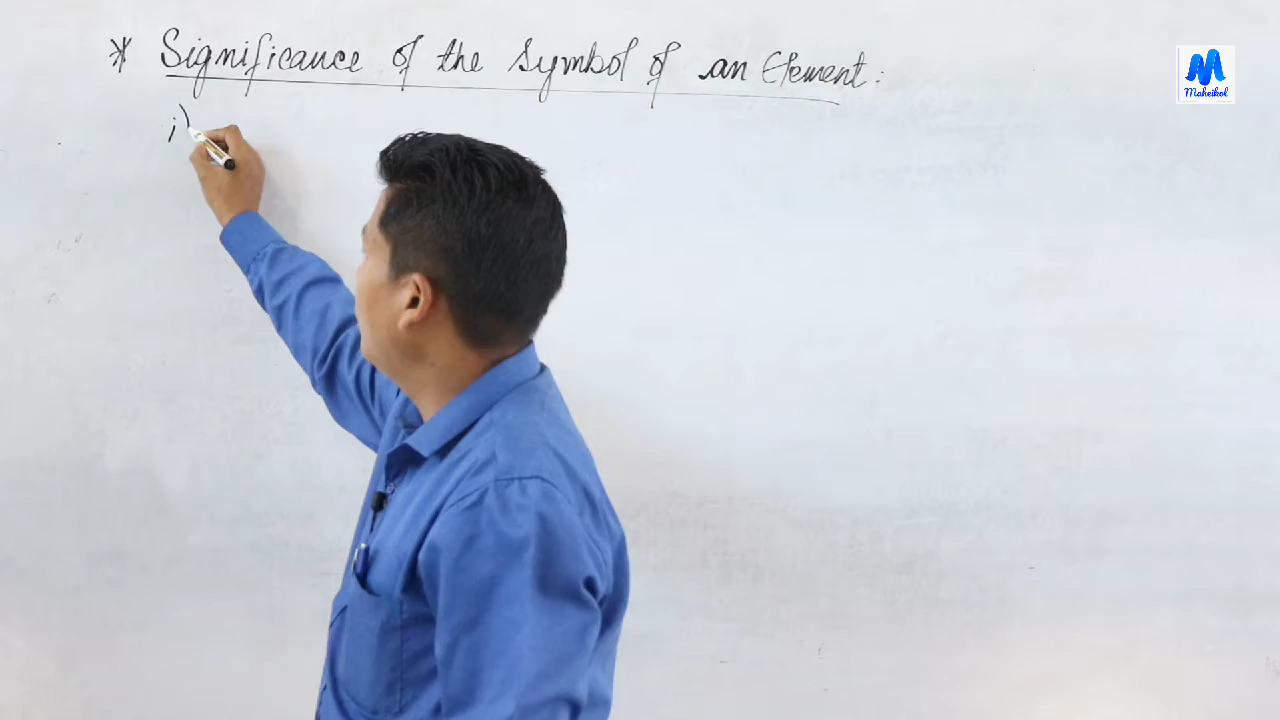 * Significance of the Symbol of an Element :
i)
M
Maheikol